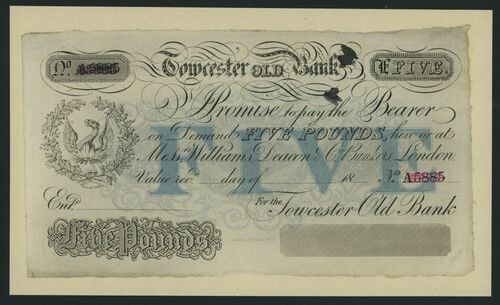 No. A5885 Towcester OLD Bank £FIVE.
I Promise to pay the Bearer
on Demand FIVE POUNDS, here or at
Messrs. Williams, Deacon & Co. Bankers London.
Value recd. day of 18 No. A5885
FIVE
Entd. For the Towcester Old Bank
Five Pounds